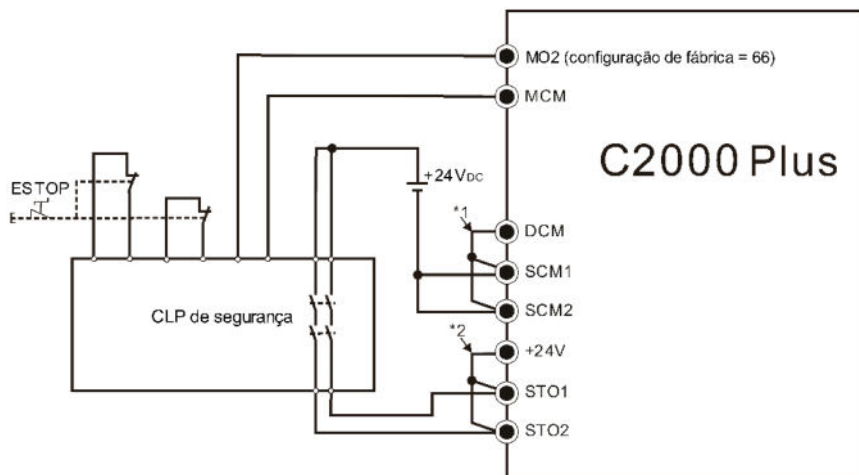 MO2 (configuração de fábrica = 66)
MCM
C2000 Plus
ESTOP
+24VDC
*1
DCM
SCM1
SCM2
CLP de segurança
*2
+24V
STO1
STO2